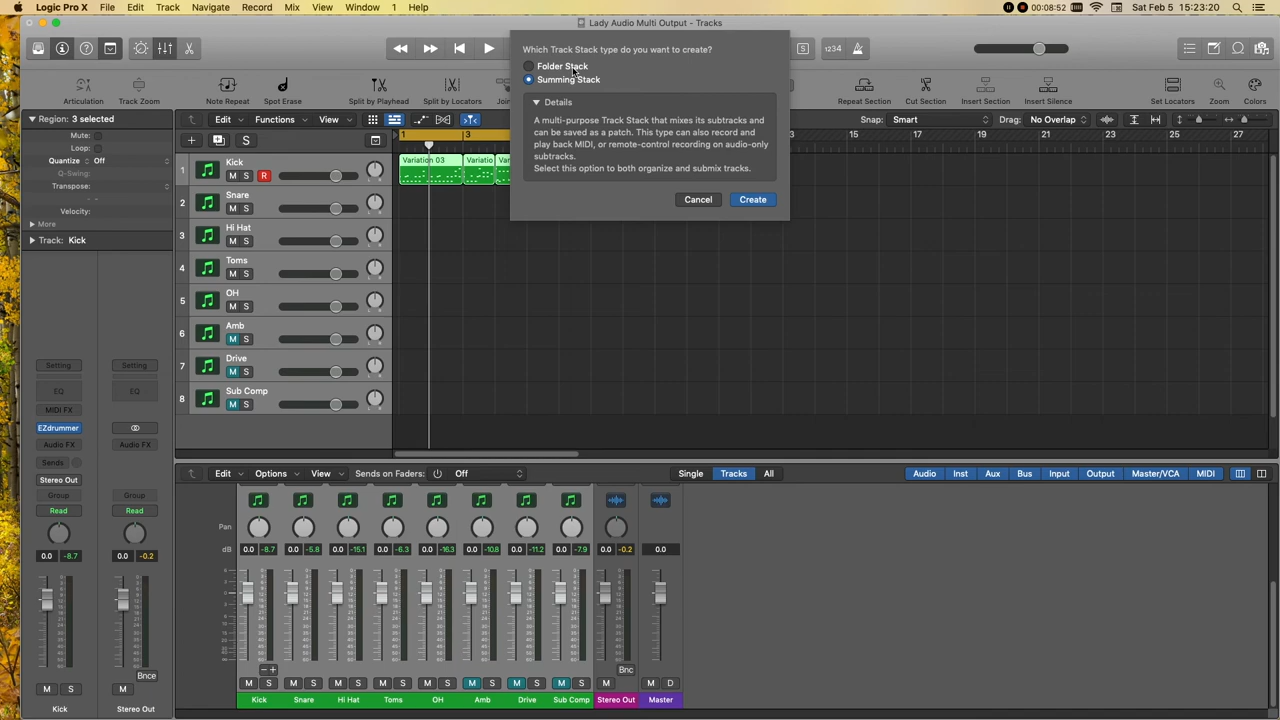 Logic Pro X File Edit Track Navigate Record Mix View Window 1 Help 00:08:52 Sat Feb 5 15:23:20
Lady Audio Multi Output - Tracks
Which Track Stack type do you want to create?
Folder Stack
Summing Stack
Details
A multi-purpose Track Stack that mixes its subtracks and
can be saved as a patch. This type can also record and
play back MIDI, or remote-control recording on audio-only
subtracks.
Select this option to both organize and submix tracks.
Cancel Create
S 1234
Articulation Track Zoom Note Repeat Spot Erase Split by Playhead Split by Locators Repeat Section Cut Section Insert Section Insert Silence Set Locators Zoom Colors
Region: 3 selected
Mute:
Loop:
Quantize Off
Q-Swing:
Transpose:
Velocity:
More
Track: Kick
Edit Functions View Snap: Smart Drag: No Overlap
S 1 3 15 17 19 21 23 25 27
Variation 03 Variatio
1 Kick M S R
2 Snare M S
3 Hi Hat M S
4 Toms M S
5 OH M S
6 Amb M S
7 Drive M S
8 Sub Comp M S
Setting Setting
EQ EQ
MIDI FX
EZdrummer
Audio FX Audio FX
Sends
Stereo Out
Group Group
Read Read
0.0 -8.7 0.0 -0.2
Bnce
M S M
Kick Stereo Out
Edit Options View Sends on Faders: Off Single Tracks All Audio Inst Aux Bus Input Output Master/VCA MIDI
Pan
dB 0.0 -8.7 0.0 -5.8 0.0 -15.1 0.0 -6.3 0.0 -16.3 0.0 -10.8 0.0 -11.2 0.0 -7.9 0.0 -0.2 0.0
Bnc
M S M S M S M S M S M S M S M S M M D
Kick Snare Hi Hat Toms OH Amb Drive Sub Comp Stereo Out Master